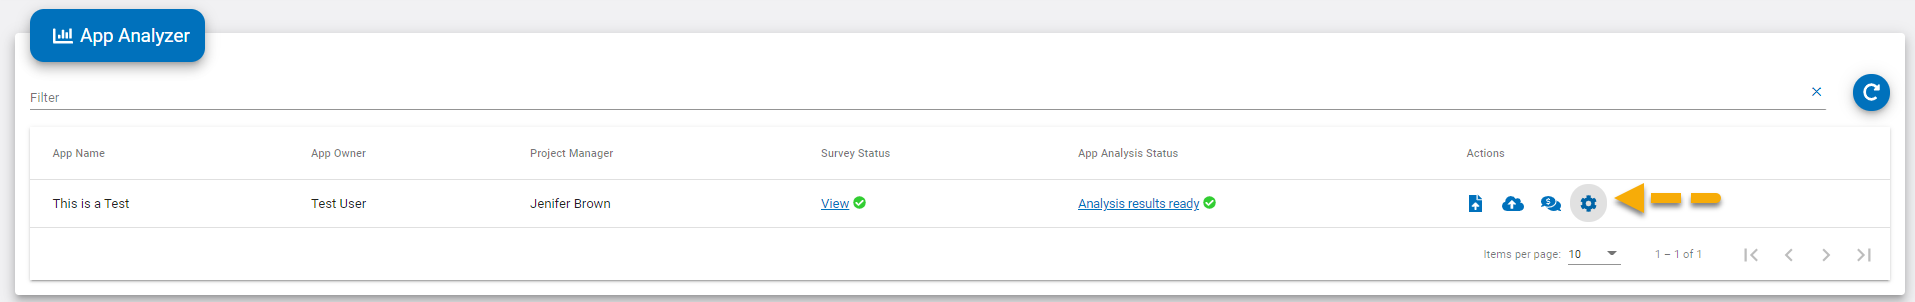 App Analyzer
Filter
App Name App Owner Project Manager Survey Status App Analysis Status Actions
This is a Test Test User Jenifer Brown View Analysis results ready
Items per page: 10 1 – 1 of 1